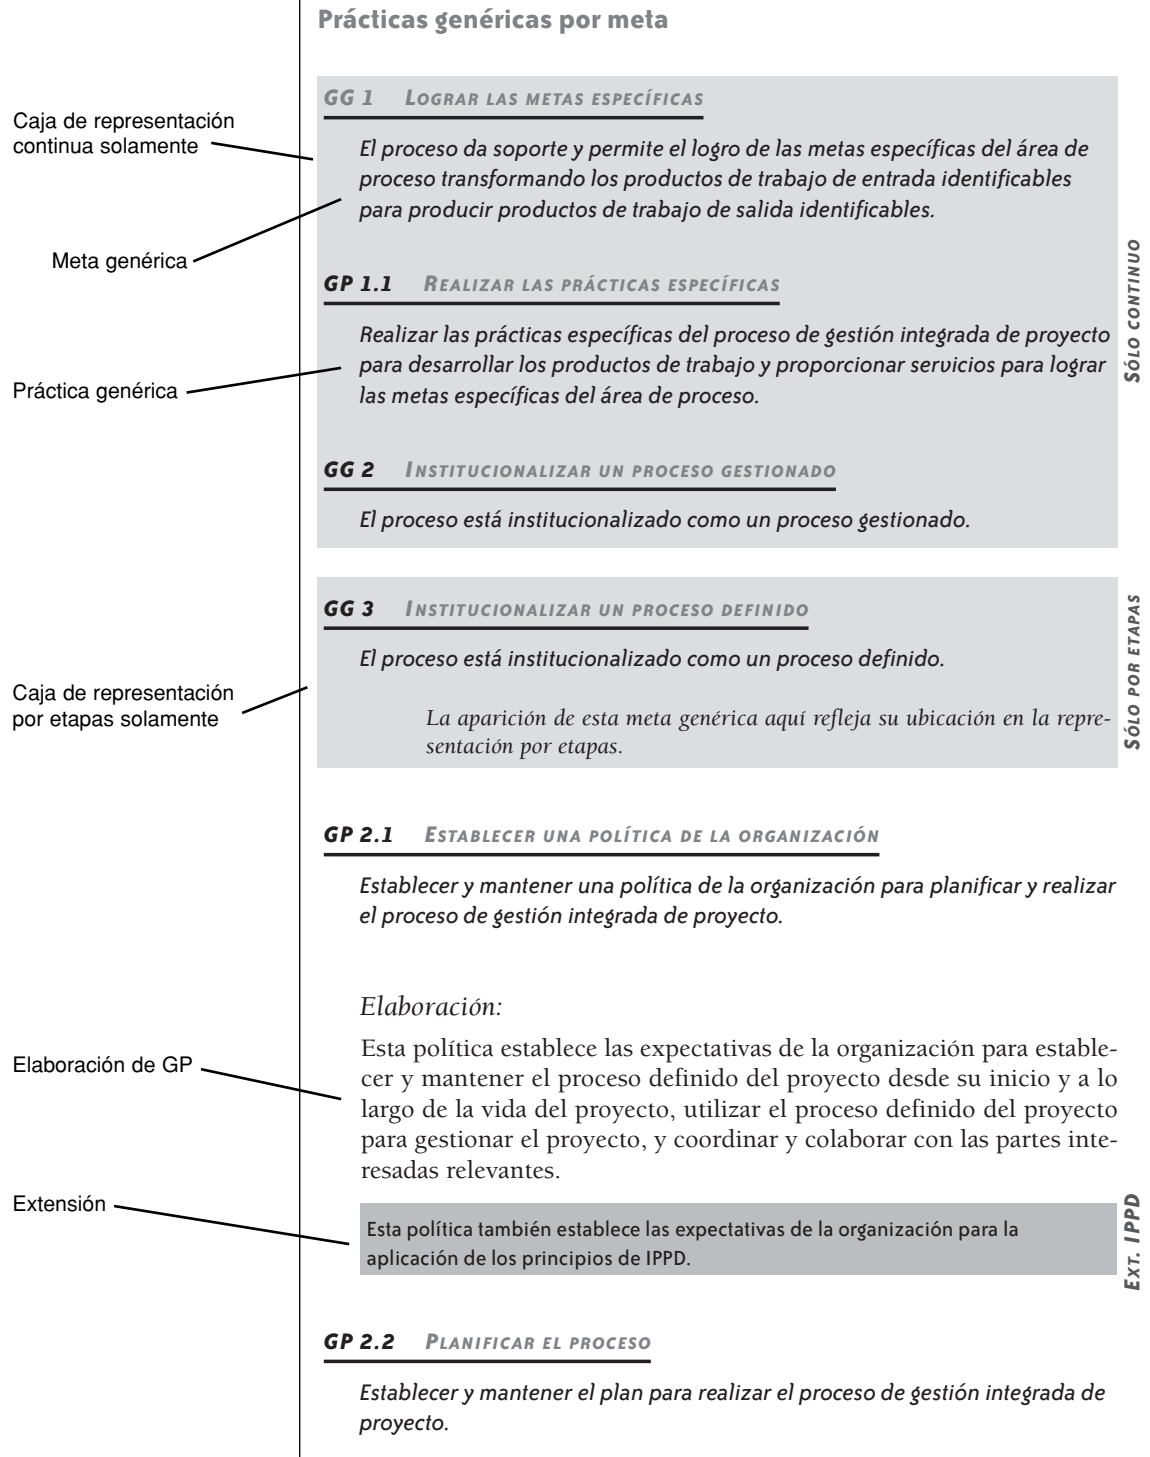 Prácticas genéricas por meta
GG 1 LOGRAR LAS METAS ESPECÍFICAS
Caja de representación
continua solamente
El proceso da soporte y permite el logro de las metas específicas del área de
proceso transformando los productos de trabajo de entrada identificables
para producir productos de trabajo de salida identificables.
Meta genérica
SÓLO CONTINUO
GP 1.1 REALIZAR LAS PRÁCTICAS ESPECÍFICAS
Realizar las prácticas específicas del proceso de gestión integrada de proyecto
para desarrollar los productos de trabajo y proporcionar servicios para lograr
las metas específicas del área de proceso.
Práctica genérica
GG 2 INSTITUCIONALIZAR UN PROCESO GESTIONADO
El proceso está institucionalizado como un proceso gestionado.
GG 3 INSTITUCIONALIZAR UN PROCESO DEFINIDO
El proceso está institucionalizado como un proceso definido.
SÓLO POR ETAPAS
Caja de representación
por etapas solamente
La aparición de esta meta genérica aquí refleja su ubicación en la repre-
sentación por etapas.
GP 2.1 ESTABLECER UNA POLÍTICA DE LA ORGANIZACIÓN
Establecer y mantener una política de la organización para planificar y realizar
el proceso de gestión integrada de proyecto.
Elaboración:
Elaboración de GP
Esta política establece las expectativas de la organización para estable-
cer y mantener el proceso definido del proyecto desde su inicio y a lo
largo de la vida del proyecto, utilizar el proceso definido del proyecto
para gestionar el proyecto, y coordinar y colaborar con las partes inte-
resadas relevantes.
Extensión
Esta política también establece las expectativas de la organización para la
aplicación de los principios de IPPD.
EXT. IPPD
GP 2.2 PLANIFICAR EL PROCESO
Establecer y mantener el plan para realizar el proceso de gestión integrada de
proyecto.